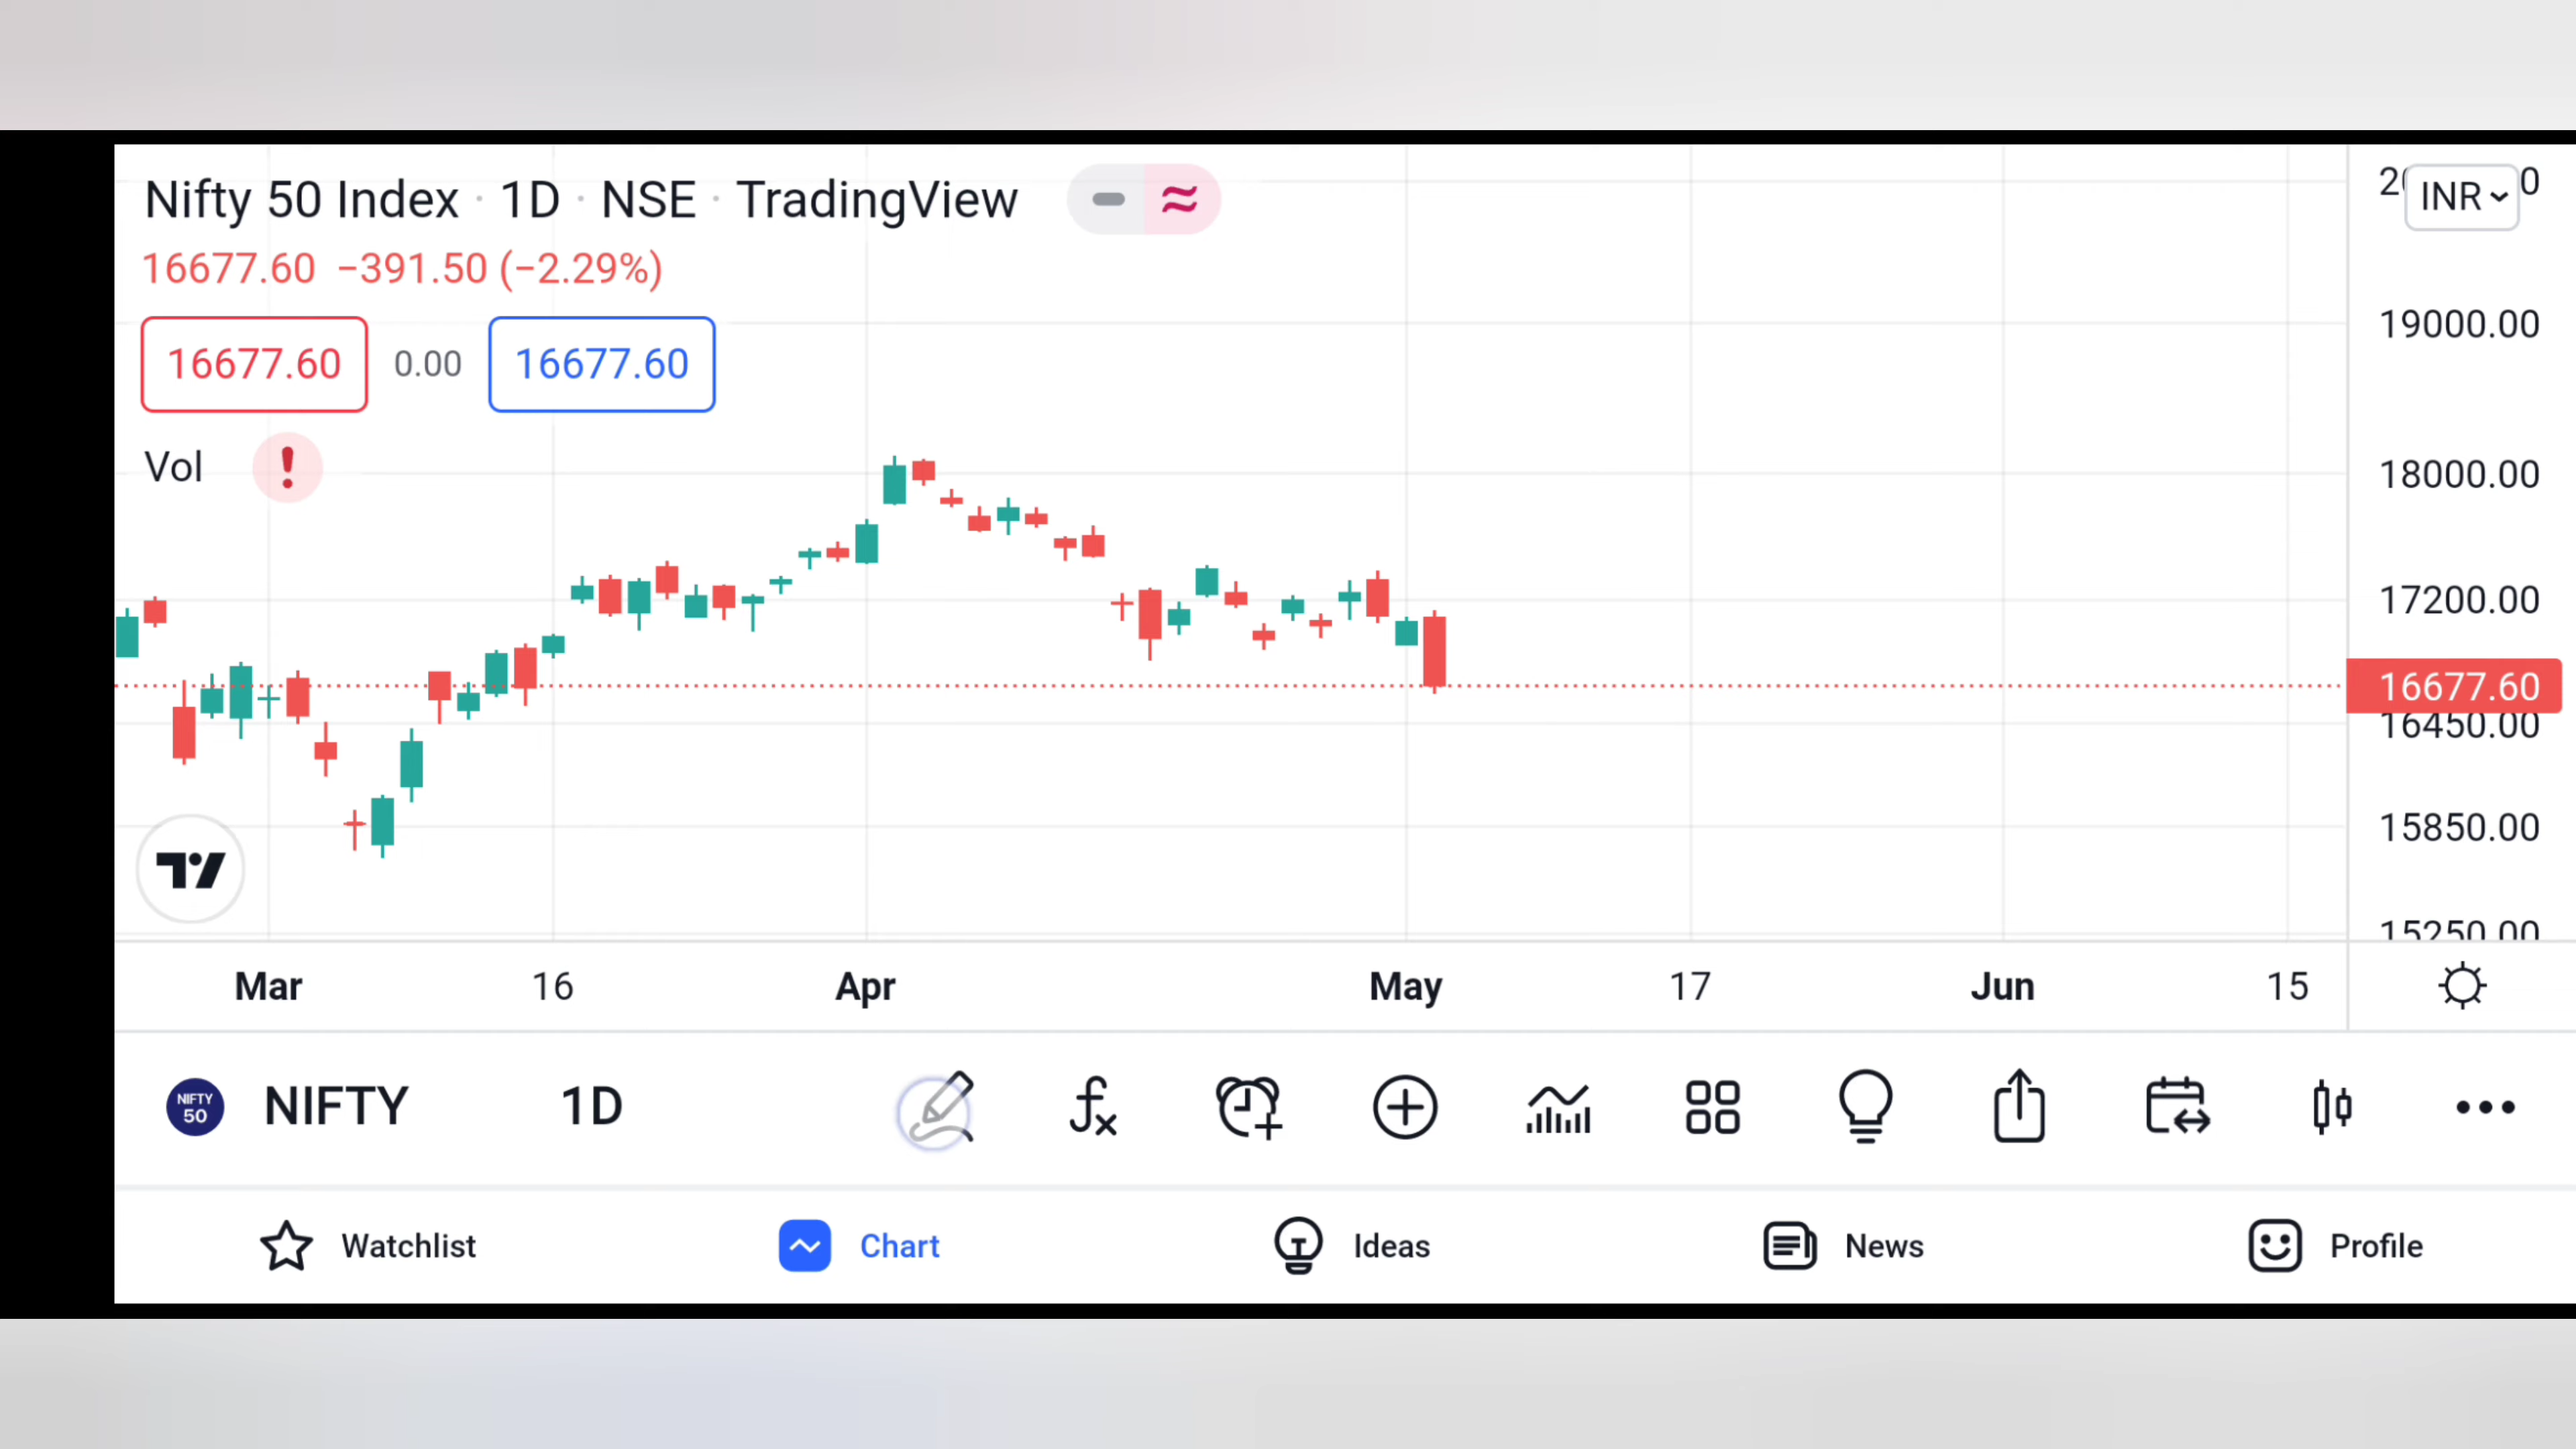 Nifty 50 Index · 1D · NSE · TradingView
INR
16677.60 −391.50 (−2.29%)
16677.60 0.00 16677.60
Vol
19000.00
18000.00
17200.00
16677.60
16450.00
15850.00
15250.00
Mar 16 Apr May 17 Jun 15
NIFTY 50 NIFTY 1D
Watchlist Chart Ideas News Profile